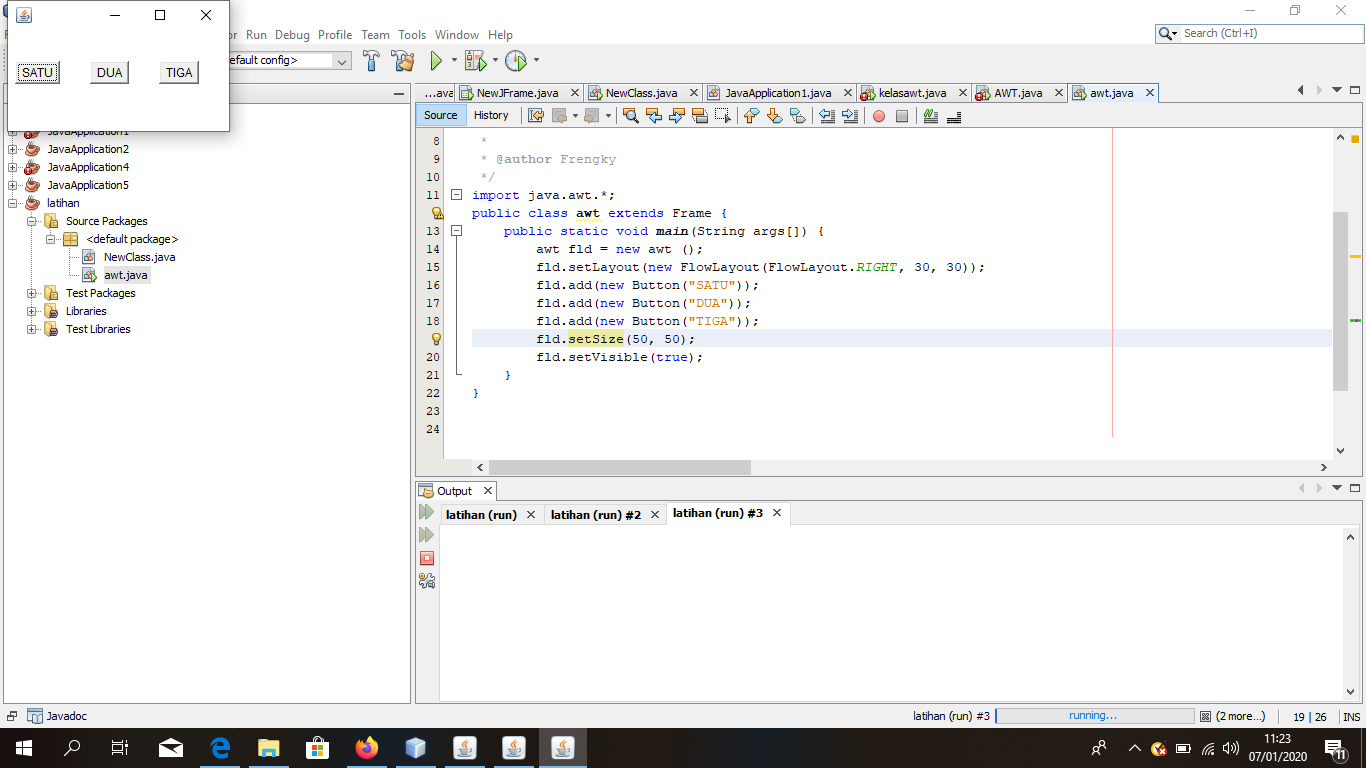 SATU DUA TIGA
Run Debug Profile Team Tools Window Help
Search (Ctrl+I)
efault config>
...ava NewJFrame.java NewClass.java JavaApplication1.java kelasawt.java AWT.java awt.java
Source History
JavaApplication1
JavaApplication2
JavaApplication4
JavaApplication5
latihan
Source Packages
<default package>
NewClass.java
awt.java
Test Packages
Libraries
Test Libraries
8 *
9 * @author Frengky
10 */
11 import java.awt.*;
public class awt extends Frame {
13 public static void main(String args[]) {
14 awt fld = new awt ();
15 fld.setLayout(new FlowLayout(FlowLayout.RIGHT, 30, 30));
16 fld.add(new Button("SATU"));
17 fld.add(new Button("DUA"));
18 fld.add(new Button("TIGA"));
fld.setSize(50, 50);
20 fld.setVisible(true);
21 }
22 }
23
24
Output
latihan (run) latihan (run) #2 latihan (run) #3
Javadoc
latihan (run) #3 running... (2 more...) 19 | 26 INS
11:23
07/01/2020
11